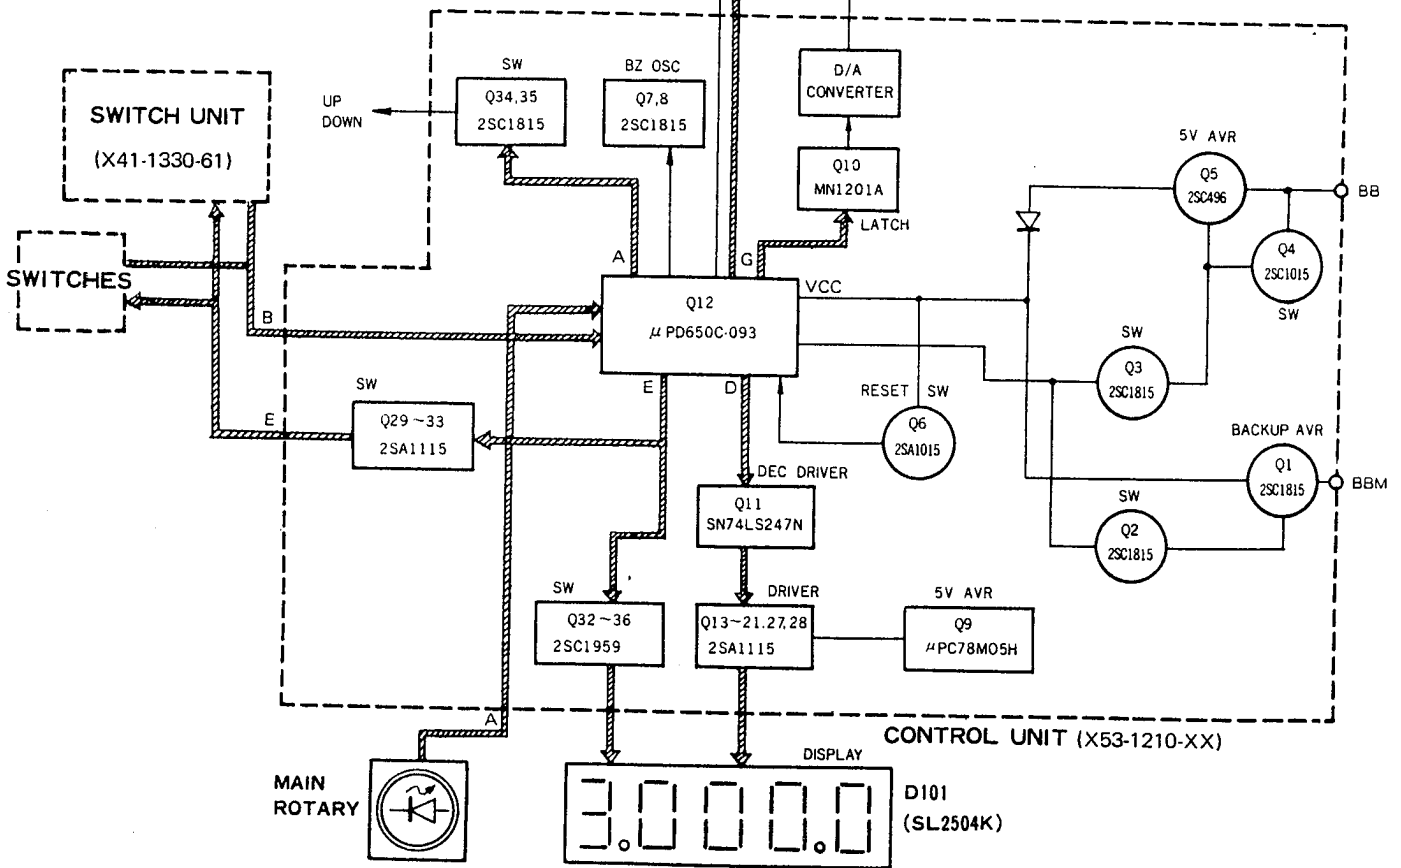 SW
BZ OSC
D/A
CONVERTER
SWITCH UNIT
(X41-1330-61)
UP
DOWN
Q34,35
2SC1815
Q7,8
2SC1815
Q10
MN1201A
LATCH
5V AVR
Q5
2SC496
BB
Q4
2SC1015
SW
SWITCHES
A
G
B
Q12
μPD650C-093
VCC
E
D
SW
Q3
2SC1815
RESET SW
Q6
2SA1015
SW
Q29~33
2SA1115
E
DEC DRIVER
Q11
SN74LS247N
BACKUP AVR
Q1
2SC1815
BBM
SW
Q2
2SC1815
SW
Q32~36
2SC1959
DRIVER
Q13~21.27,28
2SA1115
5V AVR
Q9
μPC78M05H
A
CONTROL UNIT (X53-1210-XX)
MAIN
ROTARY
DISPLAY
3.000.0
D101
(SL2504K)